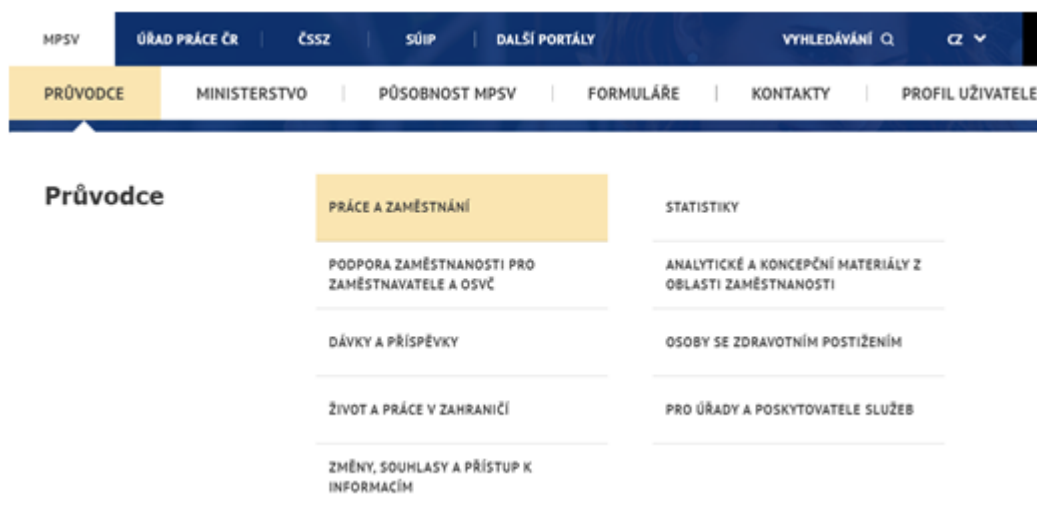 MPSV ÚŘAD PRÁCE ČR ČSSZ SÚIP DALŠÍ PORTÁLY VYHLEDÁVÁNÍ CZ
PRŮVODCE MINISTERSTVO PŮSOBNOST MPSV FORMULÁŘE KONTAKTY PROFIL UŽIVATELE
Průvodce
PRÁCE A ZAMĚSTNÁNÍ
PODPORA ZAMĚSTNANOSTI PRO
ZAMĚSTNAVATELE A OSVČ
DÁVKY A PŘÍSPĚVKY
ŽIVOT A PRÁCE V ZAHRANIČÍ
ZMĚNY, SOUHLASY A PŘÍSTUP K
INFORMACÍM
STATISTIKY
ANALYTICKÉ A KONCEPČNÍ MATERIÁLY Z
OBLASTI ZAMĚSTNANOSTI
OSOBY SE ZDRAVOTNÍM POSTIŽENÍM
PRO ÚŘADY A POSKYTOVATELE SLUŽEB